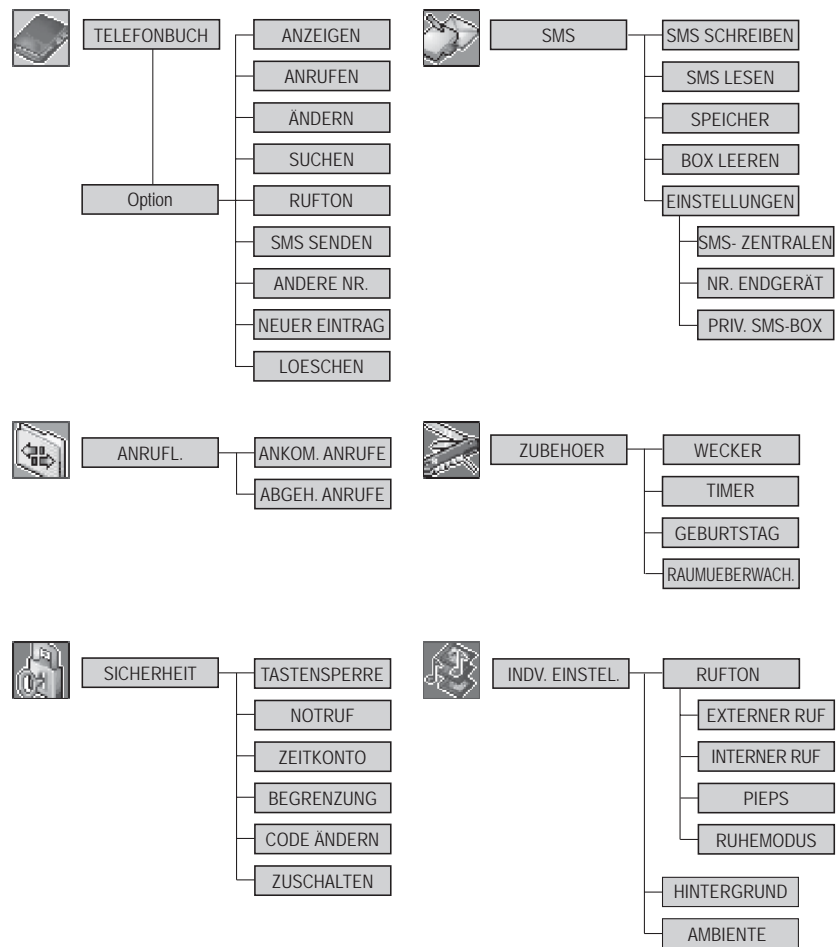 TELEFONBUCH
Option
ANZEIGEN
ANRUFEN
ÄNDERN
SUCHEN
RUFTON
SMS SENDEN
ANDERE NR.
NEUER EINTRAG
LOESCHEN
SMS
SMS SCHREIBEN
SMS LESEN
SPEICHER
BOX LEEREN
EINSTELLUNGEN
SMS- ZENTRALEN
NR. ENDGERÄT
PRIV. SMS-BOX
ANRUFL.
ANKOM. ANRUFE
ABGEH. ANRUFE
ZUBEHOER
WECKER
TIMER
GEBURTSTAG
RAUMUEBERWACH.
SICHERHEIT
TASTENSPERRE
NOTRUF
ZEITKONTO
BEGRENZUNG
CODE ÄNDERN
ZUSCHALTEN
INDV. EINSTEL.
RUFTON
EXTERNER RUF
INTERNER RUF
PIEPS
RUHEMODUS
HINTERGRUND
AMBIENTE